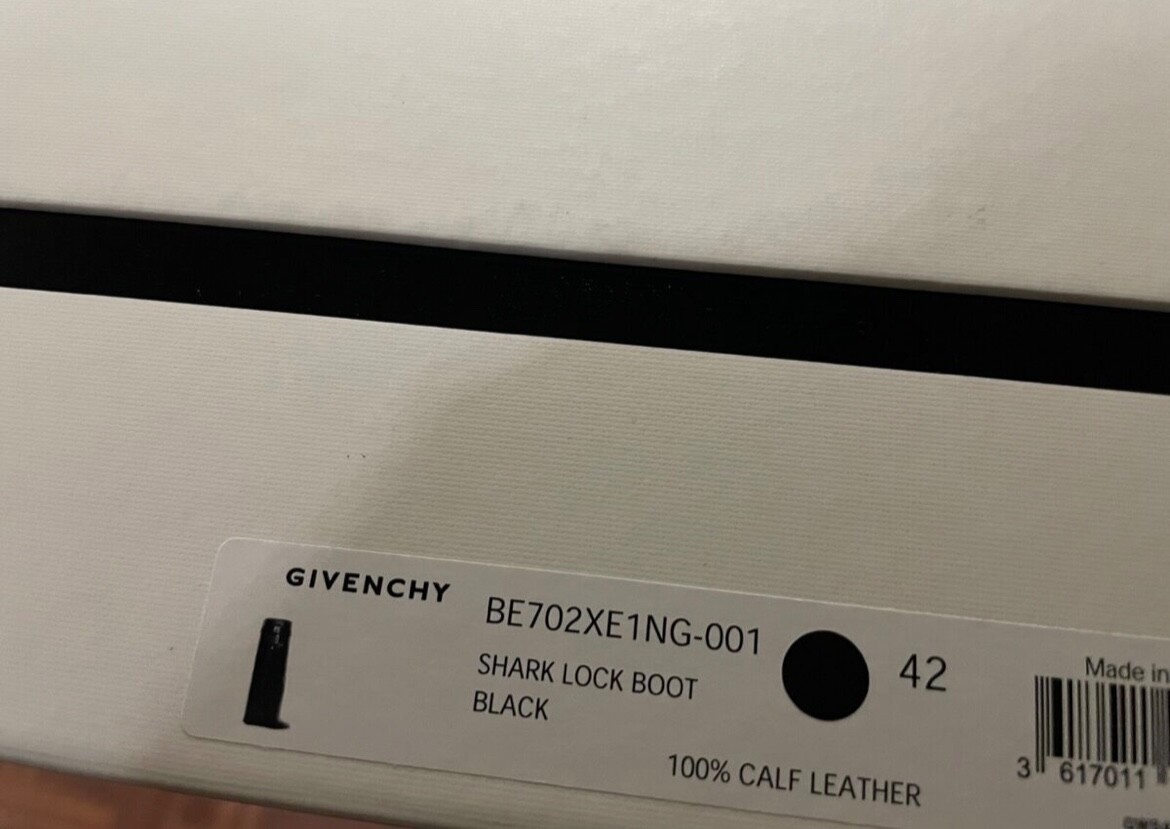 GIVENCHY
BE702XE1NG-001
SHARK LOCK BOOT
BLACK
42
Made in
100% CALF LEATHER
3 617011